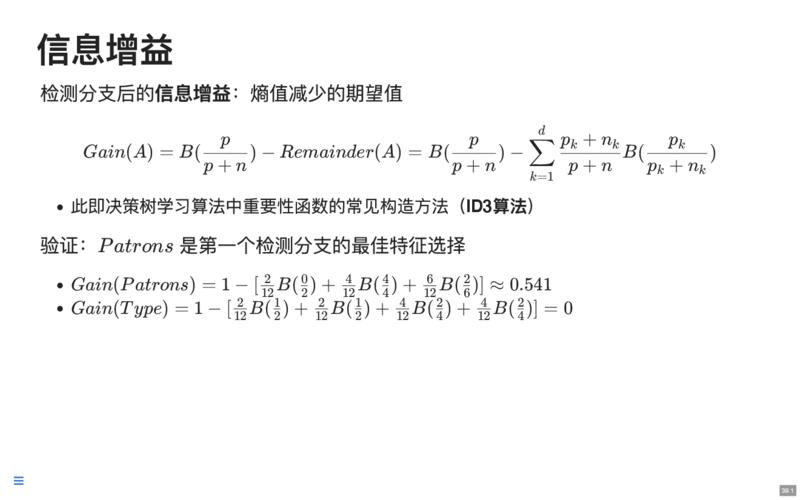 信息增益
检测分支后的信息增益：熵值减少的期望值
$Gain(A) = B(\frac{p}{p+n}) - Remainder(A) = B(\frac{p}{p+n}) - \sum_{k=1}^{d} \frac{p_k+n_k}{p+n} B(\frac{p_k}{p_k+n_k})$
• 此即决策树学习算法中重要性函数的常见构造方法（ID3算法）
验证：$Patrons$ 是第一个检测分支的最佳特征选择
• $Gain(Patrons) = 1 - [\frac{2}{12}B(\frac{0}{2}) + \frac{4}{12}B(\frac{4}{4}) + \frac{6}{12}B(\frac{2}{6})] \approx 0.541$
• $Gain(Type) = 1 - [\frac{2}{12}B(\frac{1}{2}) + \frac{2}{12}B(\frac{1}{2}) + \frac{4}{12}B(\frac{2}{4}) + \frac{4}{12}B(\frac{2}{4})] = 0$
39.1